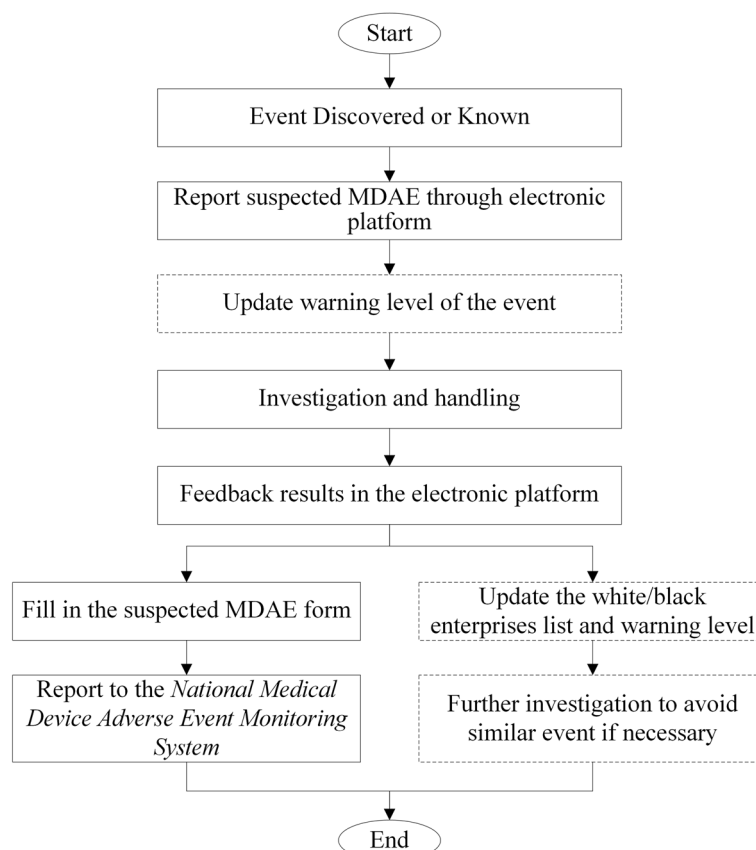 Start
Event Discovered or Known
Report suspected MDAE through electronic
platform
Update warning level of the event
Investigation and handling
Feedback results in the electronic platform
Fill in the suspected MDAE form
Update the white/black
enterprises list and warning level
Report to the National Medical
Device Adverse Event Monitoring
System
Further investigation to avoid
similar event if necessary
End